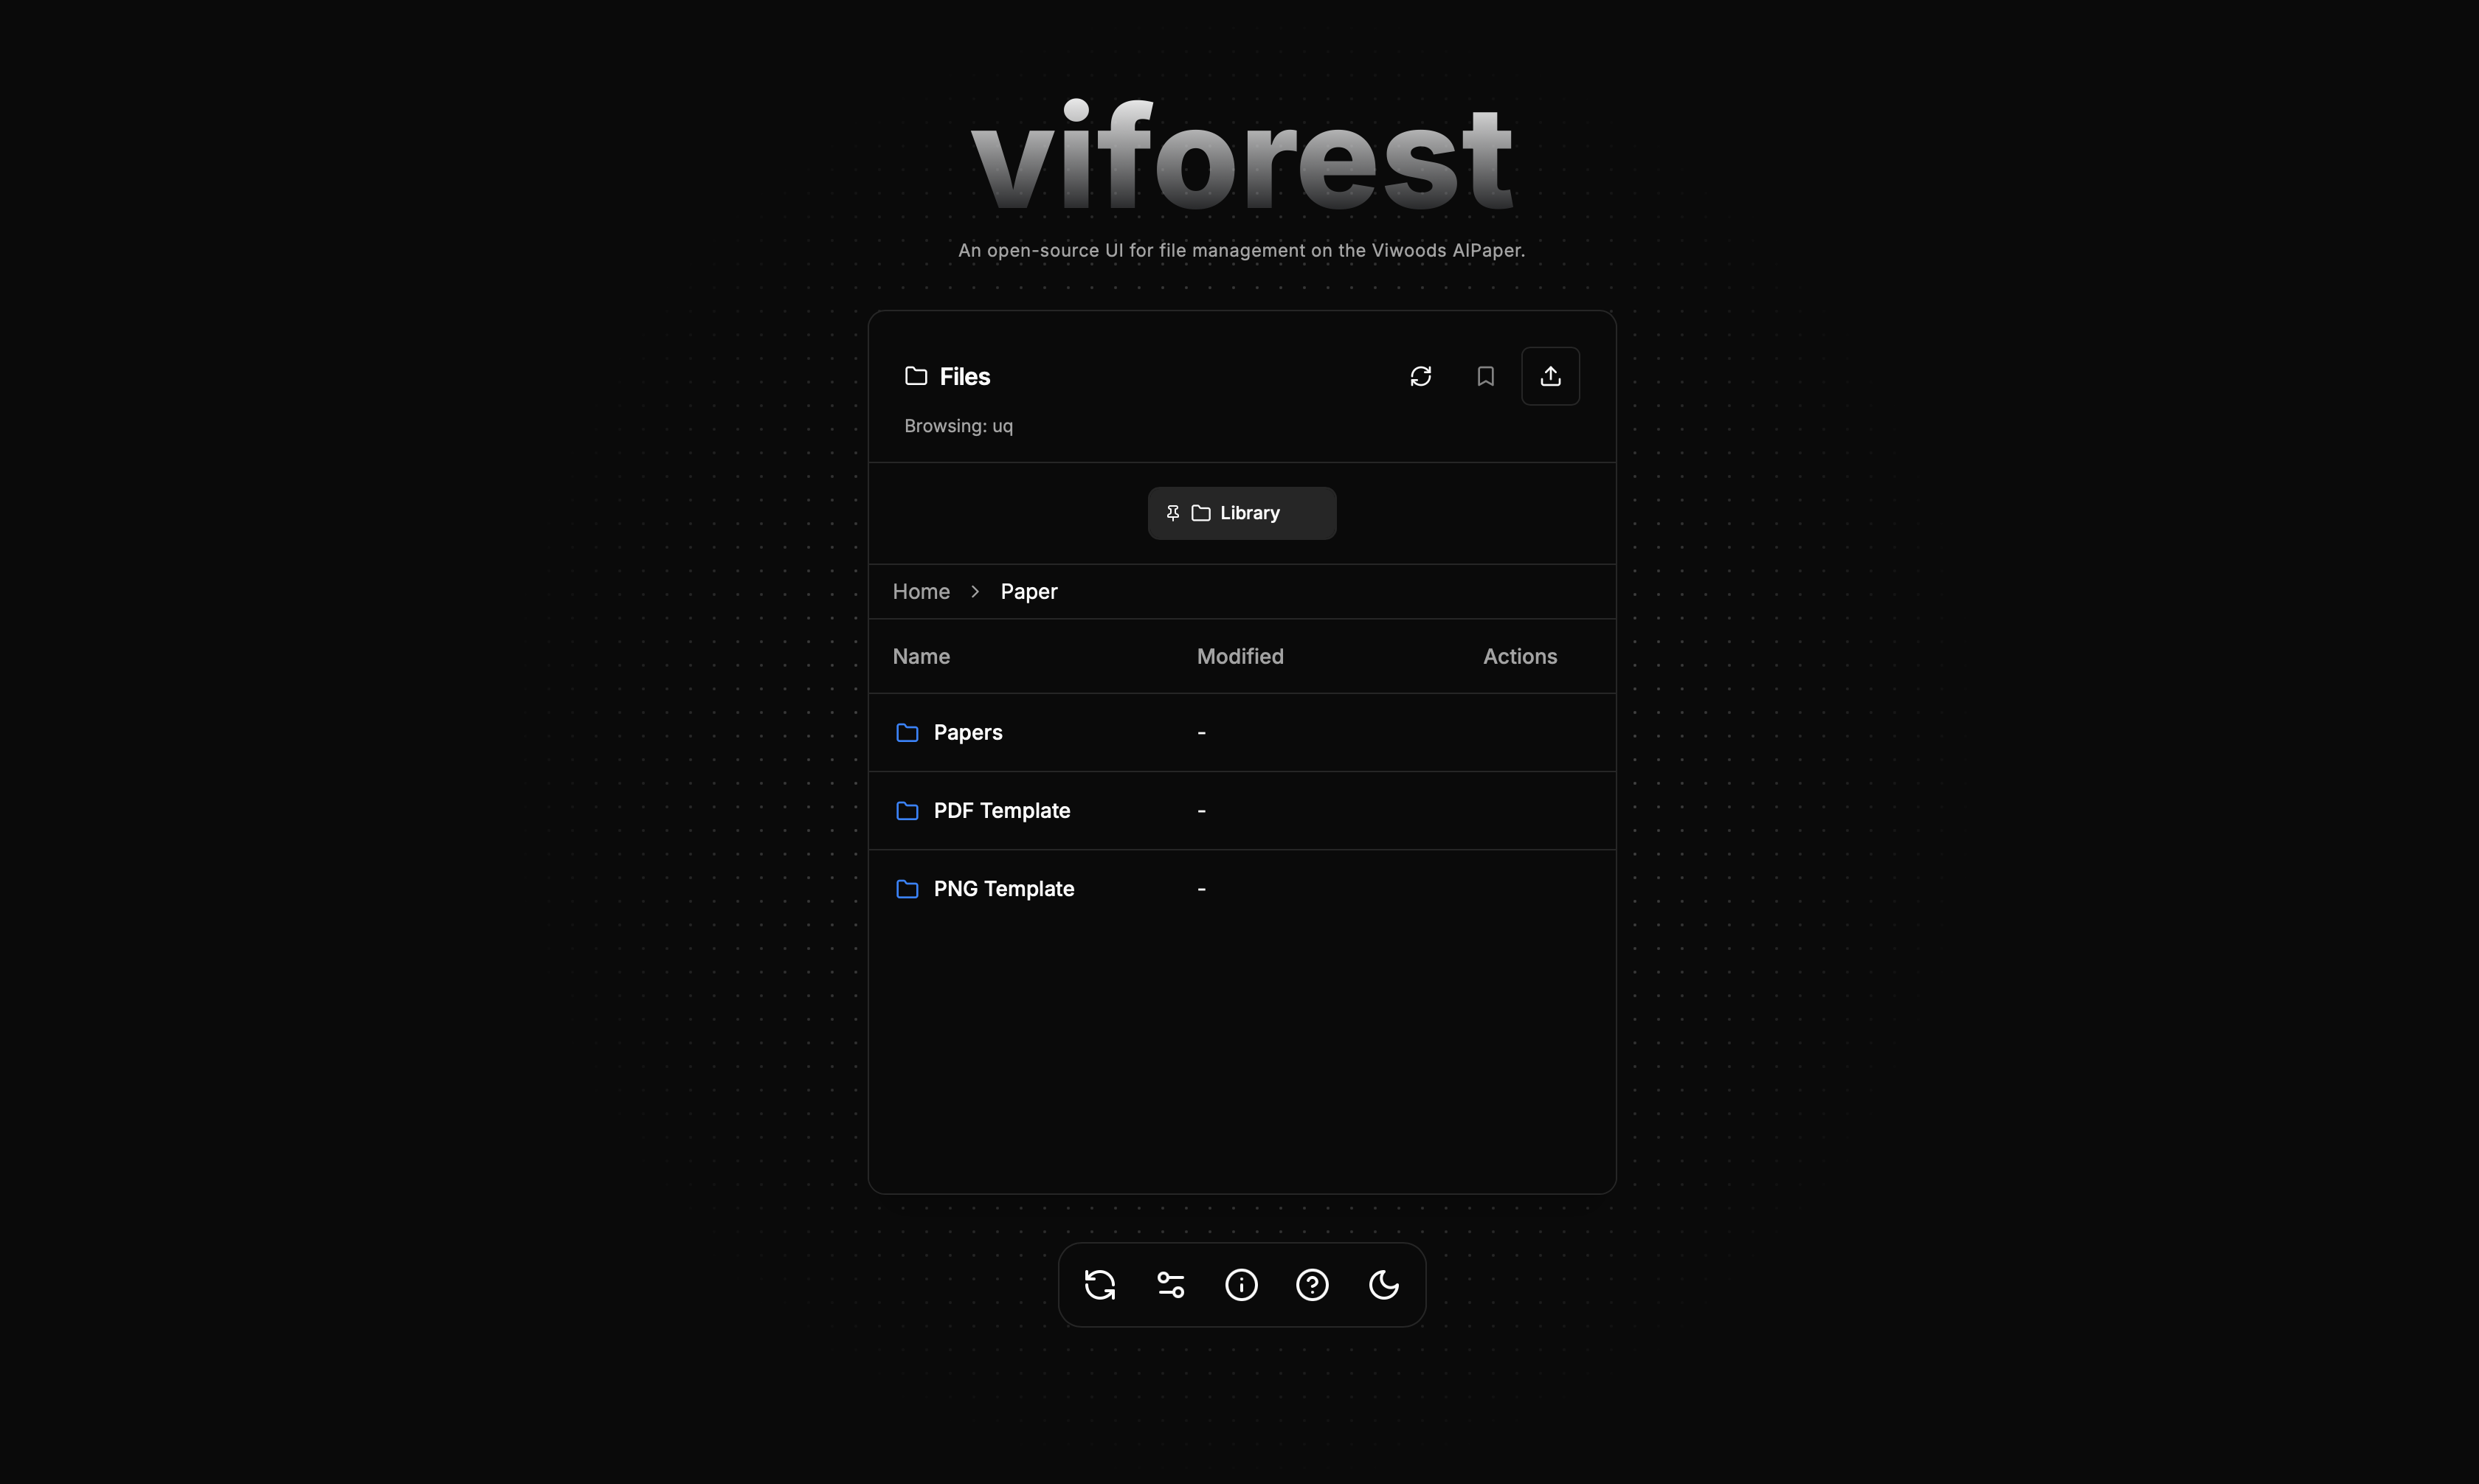 viforest
An open-source UI for file management on the Viwoods AIPaper.
Files
Browsing: uq
Library
Home > Paper
Name Modified Actions
Papers -
PDF Template -
PNG Template -